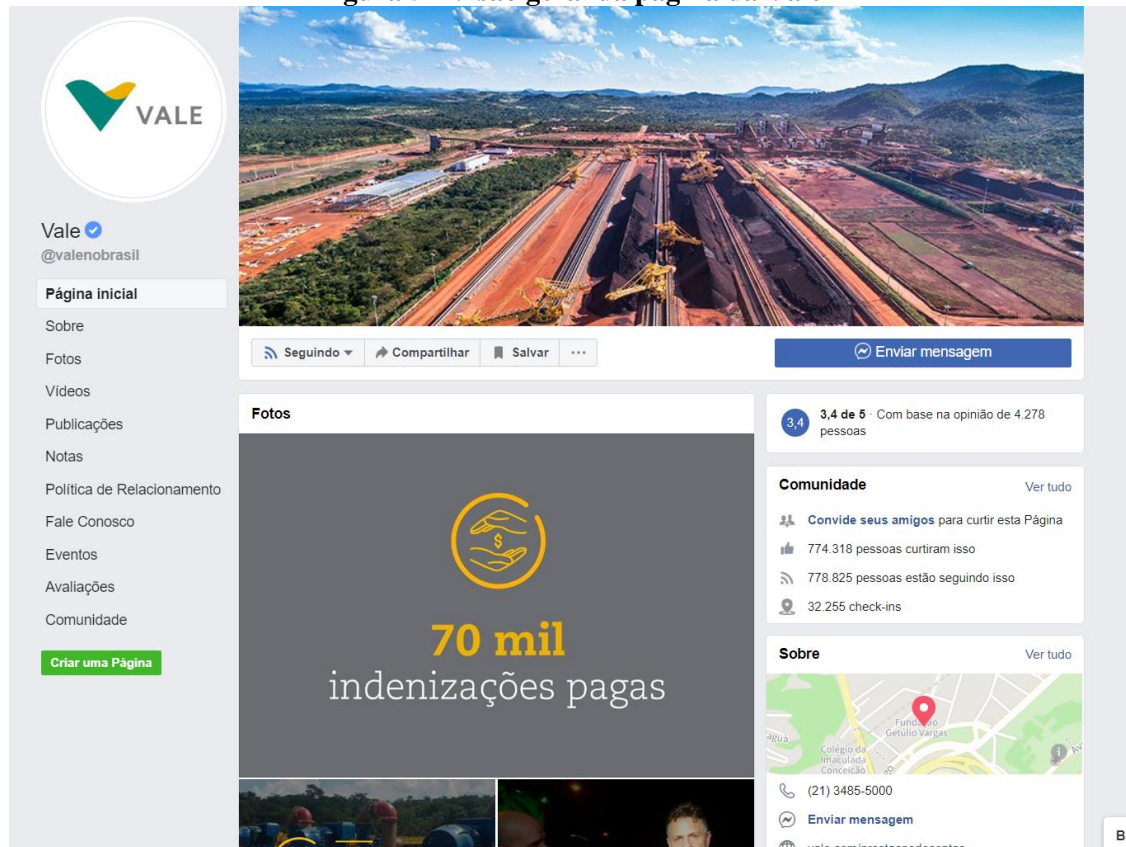 VALE
Vale
@valenobrasil
Página inicial
Sobre
Fotos
Vídeos
Publicações
Notas
Política de Relacionamento
Fale Conosco
Eventos
Avaliações
Comunidade
Criar uma Página
Seguindo
Compartilhar
Salvar
...
Enviar mensagem
Fotos
70 mil
indenizações pagas
3,4
3,4 de 5 · Com base na opinião de 4.278
pessoas
Comunidade
Ver tudo
Convide seus amigos para curtir esta Página
774.318 pessoas curtiram isso
778.825 pessoas estão seguindo isso
32.255 check-ins
Sobre
Ver tudo
Getúlio Vargas
Colégio da
Imaculada
Conceição
(21) 3485-5000
Enviar mensagem
B